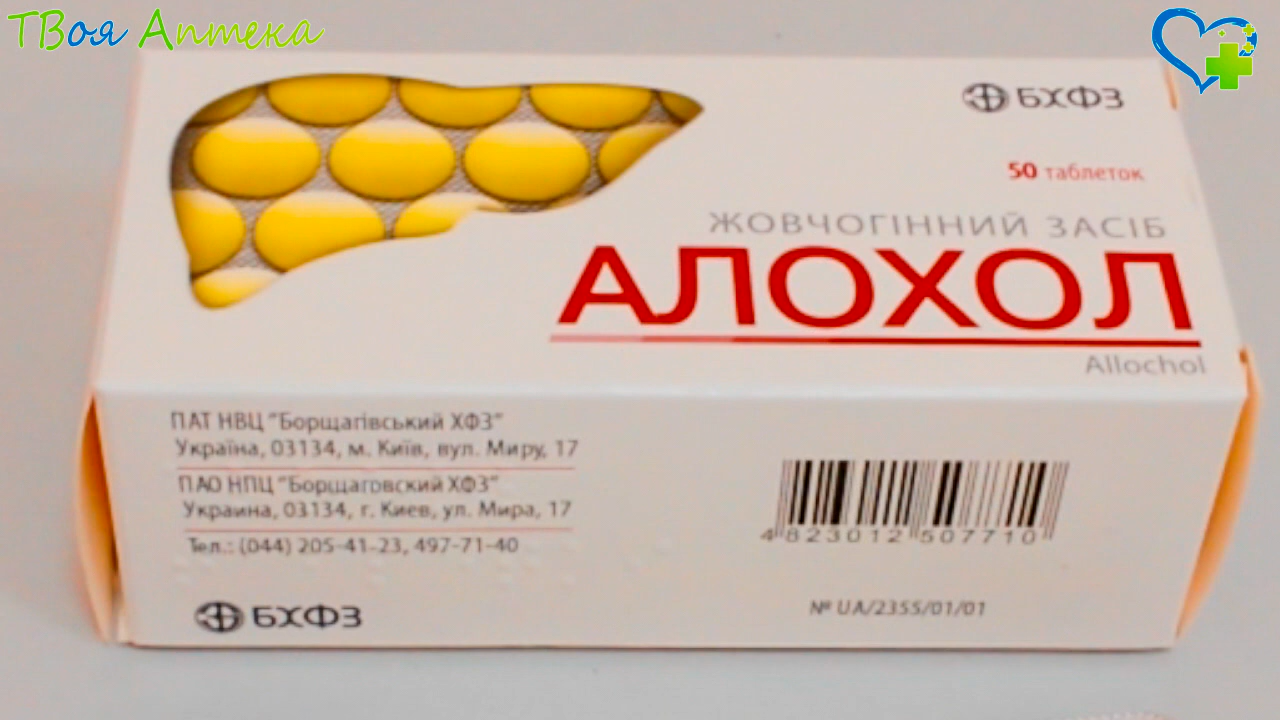 ТВоя Аптека
БХФЗ
50 таблеток
ЖОВЧОГІННИЙ ЗАСІБ
АЛОХОЛ
Allochol
ПАТ НВЦ "Борщагівський ХФЗ"
Україна, 03134, м. Київ, вул. Миру, 17
ПАО НПЦ "Борщаговский ХФЗ"
Украина, 03134, г. Киев, ул. Мира, 17
Тел.: (044) 205-41-23, 497-71-40
БХФЗ
4 823012 507710
№ UA/2355/01/01